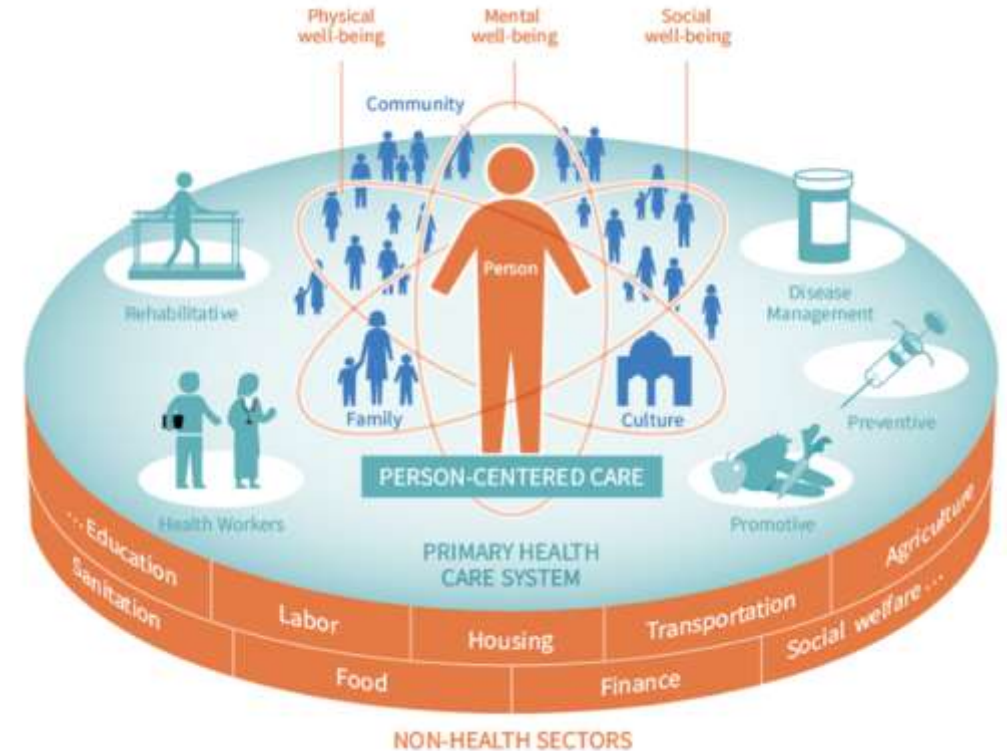 Physical
well-being
Mental
well-being
Social
well-being
Community
Person
Rehabilitative
Disease
Management
Family
Culture
Preventive
PERSON-CENTERED CARE
Health Workers
Promotive
PRIMARY HEALTH
CARE SYSTEM
...Education
Labor
Housing
Transportation
Agriculture
Sanitation
Food
Finance
Social welfare...
NON-HEALTH SECTORS